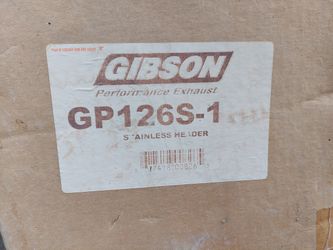 GIBSON
Performance Exhaust
GP126S-1
STAINLESS HEADER